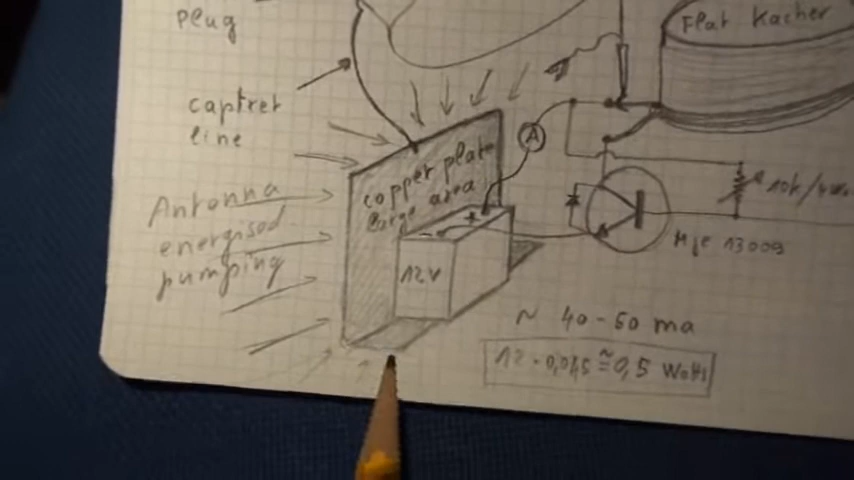 Plug
Flat Kacher
captret
line
A
copper plate
large area
Antenna
energised
pumping
10k/
- +
12V
Mje 13009
~ 40-50 ma
12 · 0,045 ≅ 0,5 Watts